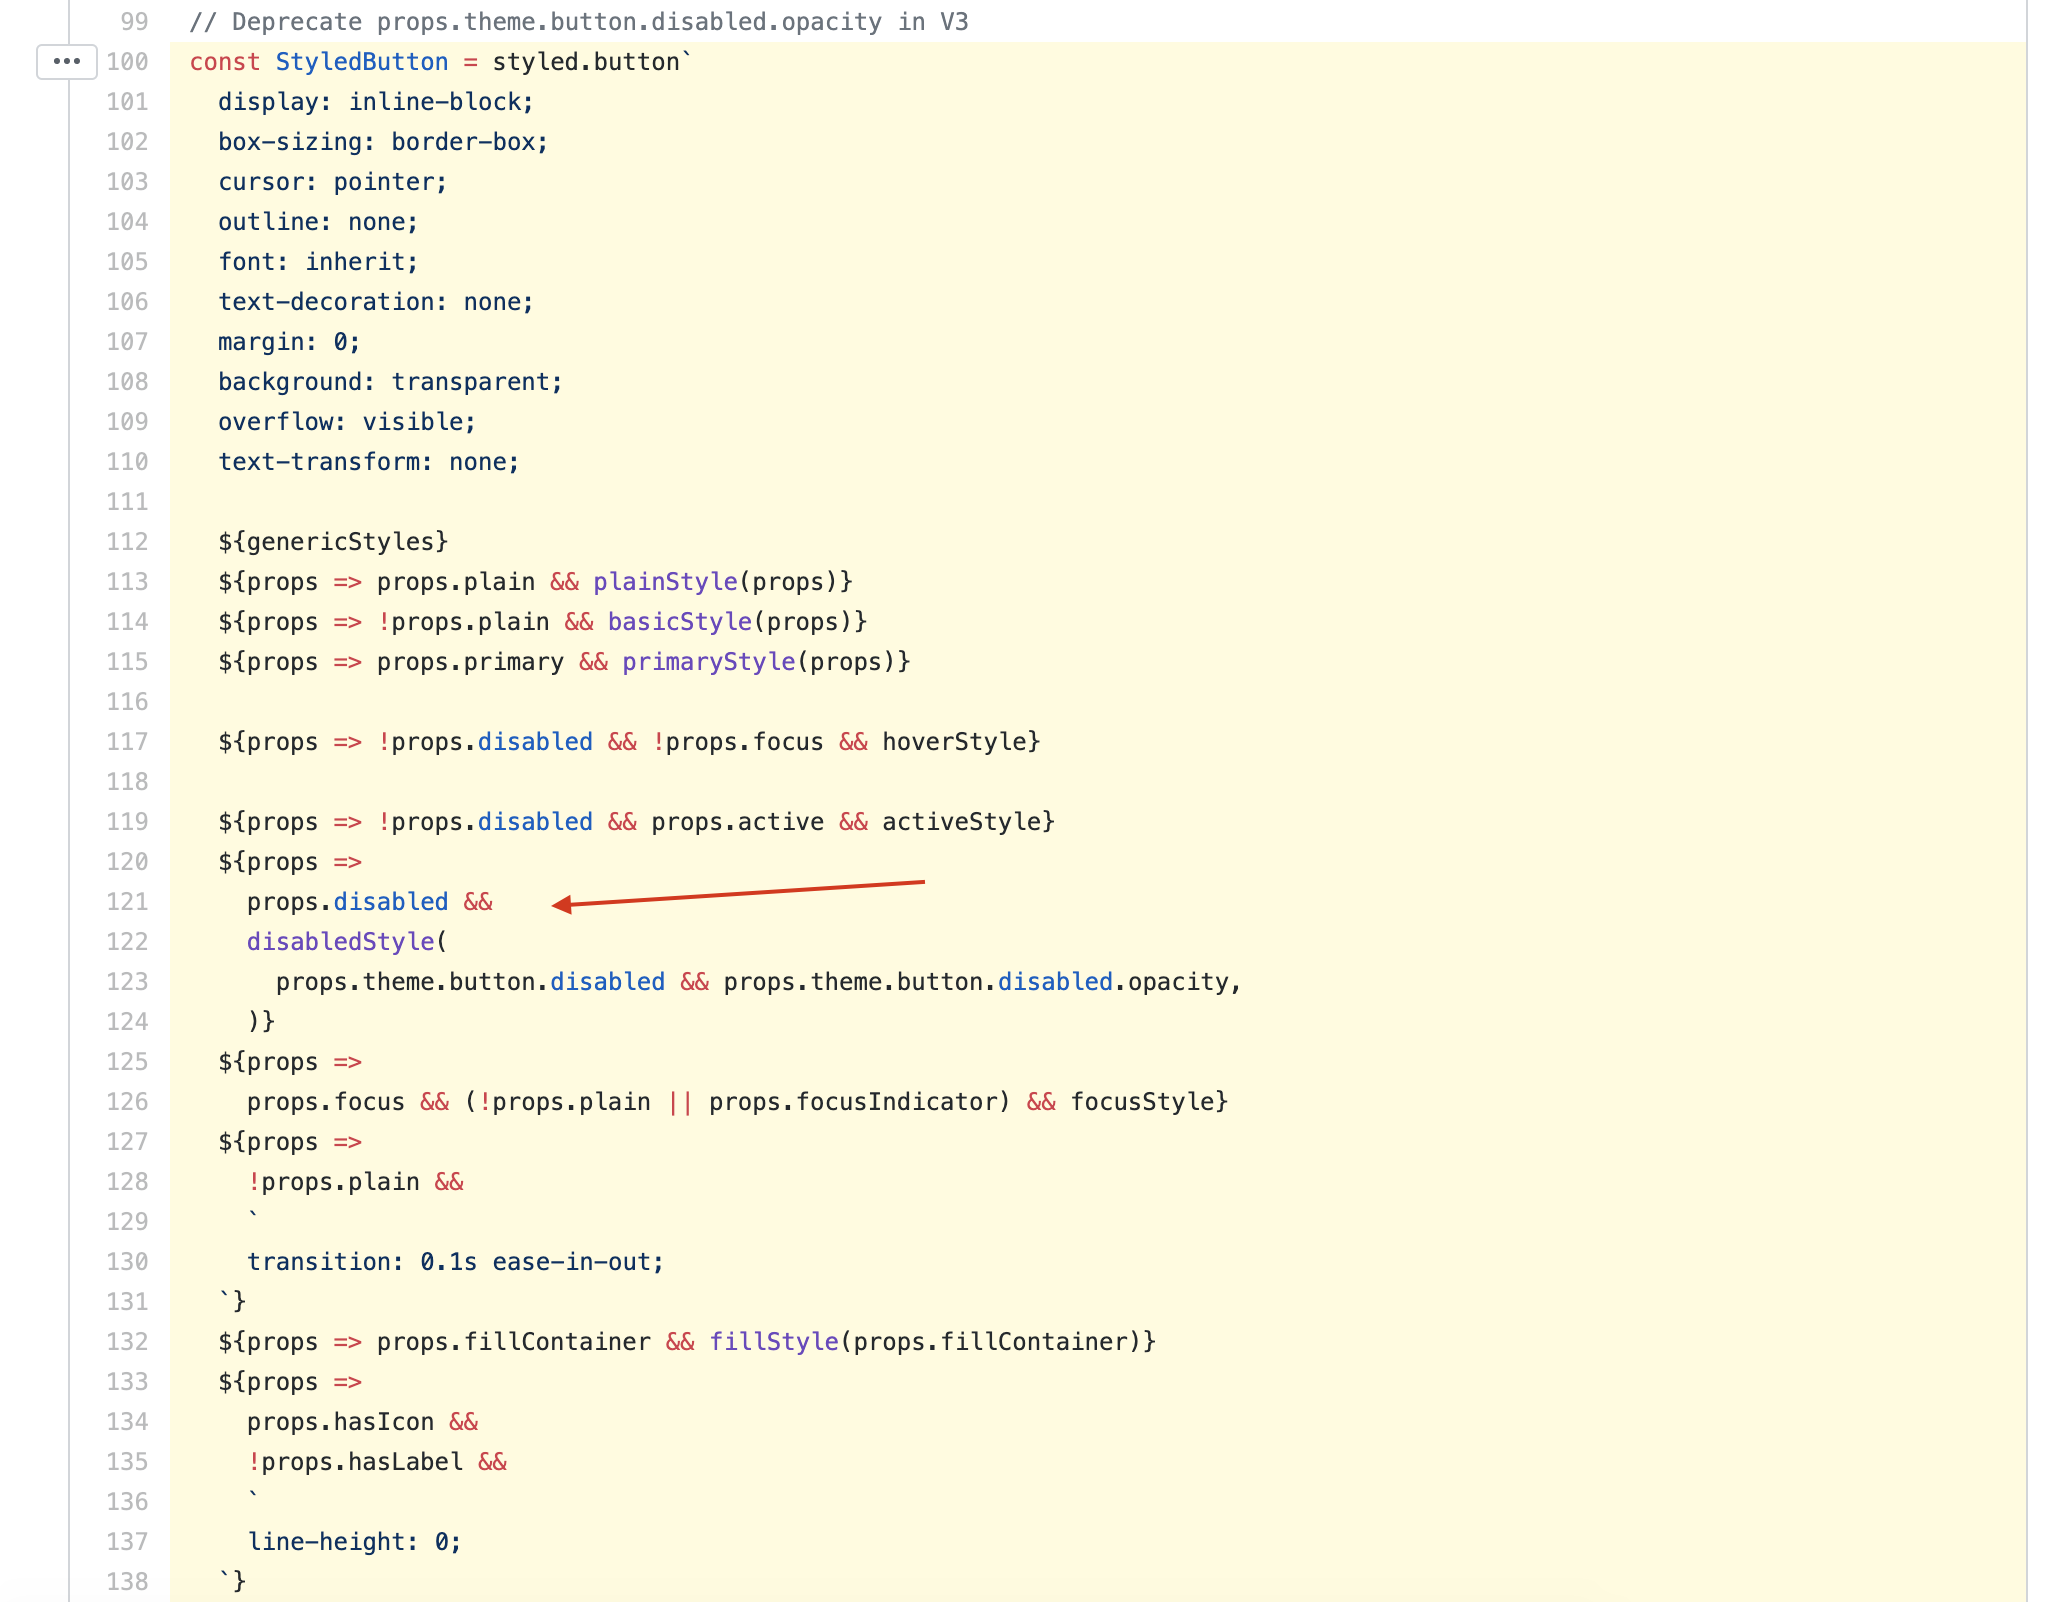 99 // Deprecate props.theme.button.disabled.opacity in V3
100 const StyledButton = styled.button`
101 display: inline-block;
102 box-sizing: border-box;
103 cursor: pointer;
104 outline: none;
105 font: inherit;
106 text-decoration: none;
107 margin: 0;
108 background: transparent;
109 overflow: visible;
110 text-transform: none;
111
112 ${genericStyles}
113 ${props => props.plain && plainStyle(props)}
114 ${props => !props.plain && basicStyle(props)}
115 ${props => props.primary && primaryStyle(props)}
116
117 ${props => !props.disabled && !props.focus && hoverStyle}
118
119 ${props => !props.disabled && props.active && activeStyle}
120 ${props =>
121 props.disabled &&
122 disabledStyle(
123 props.theme.button.disabled && props.theme.button.disabled.opacity,
124 )}
125 ${props =>
126 props.focus && (!props.plain || props.focusIndicator) && focusStyle}
127 ${props =>
128 !props.plain &&
129 `
130 transition: 0.1s ease-in-out;
131 `}
132 ${props => props.fillContainer && fillStyle(props.fillContainer)}
133 ${props =>
134 props.hasIcon &&
135 !props.hasLabel &&
136 `
137 line-height: 0;
138 `}